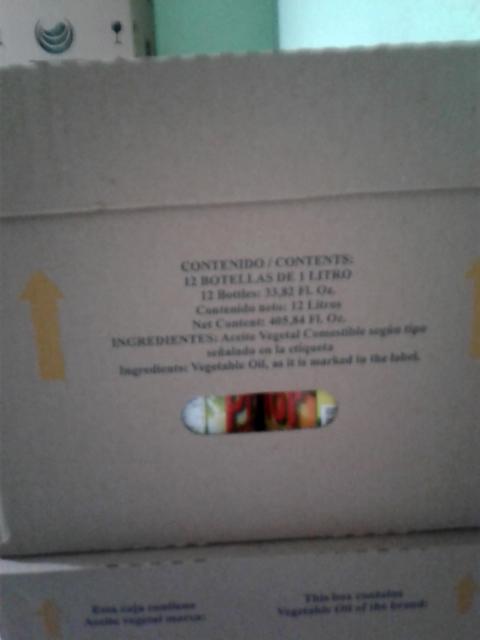 CONTENIDO / CONTENTS:
12 BOTELLAS DE 1 LITRO
12 Bottles: 33,82 Fl. Oz.
Contenido neto: 12 Litros
Net Content: 405,84 Fl. Oz.
INGREDIENTES: Aceite Vegetal Comestible según tipo
señalado en la etiqueta
Ingredients: Vegetable Oil, as it is marked in the label.
Esta caja contiene
Aceite vegetal marca:
This box contains
Vegetable Oil of the brand: